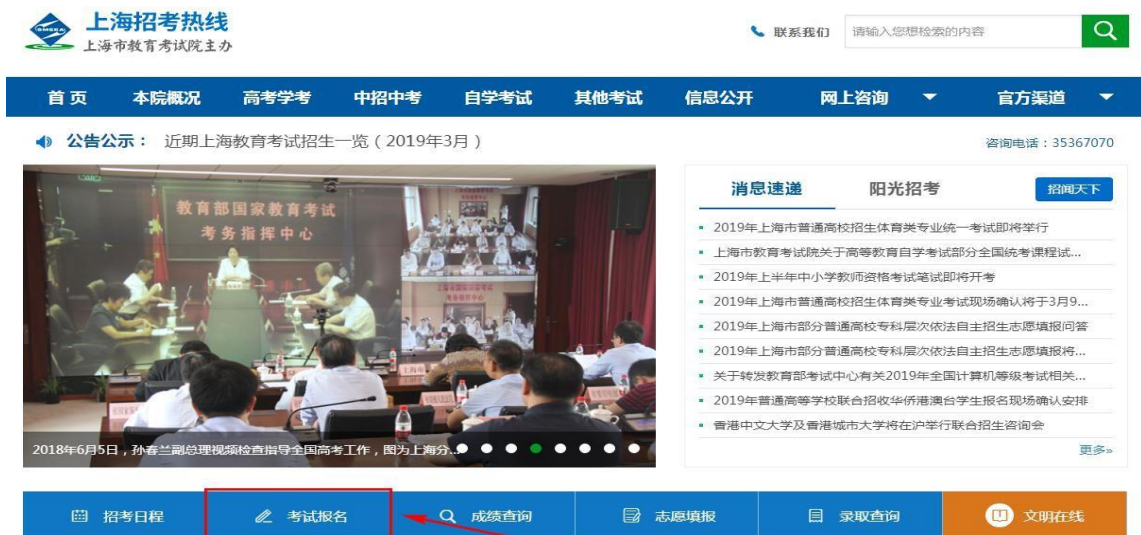 上海招考热线
上海市教育考试院主办
联系我们
请输入您想检索的内容
首页 本院概况 高考学考 中招中考 自学考试 其他考试 信息公开 网上咨询 官方渠道
公告公示： 近期上海教育考试招生一览（2019年3月）
咨询电话：35367070
教育部国家教育考试
考务指挥中心
2018年6月5日，孙春兰副总理视频检查指导全国高考工作，图为上海分...
消息速递 阳光招考 招闻天下
2019年上海市普通高校招生体育类专业统一考试即将举行
上海市教育考试院关于高等教育自学考试部分全国统考课程试...
2019年上半年中小学教师资格考试笔试即将开考
2019年上海市普通高校招生体育类专业考试现场确认将于3月9...
2019年上海市部分普通高校专科层次依法自主招生志愿填报问答
2019年上海市部分普通高校专科层次依法自主招生志愿填报将...
关于转发教育部考试中心有关2019年全国计算机等级考试相关...
2019年普通高等学校联合招收华侨港澳台学生报名现场确认安排
香港中文大学及香港城市大学将在沪举行联合招生咨询会
更多»
招考日程 考试报名 成绩查询 志愿填报 录取查询 文明在线